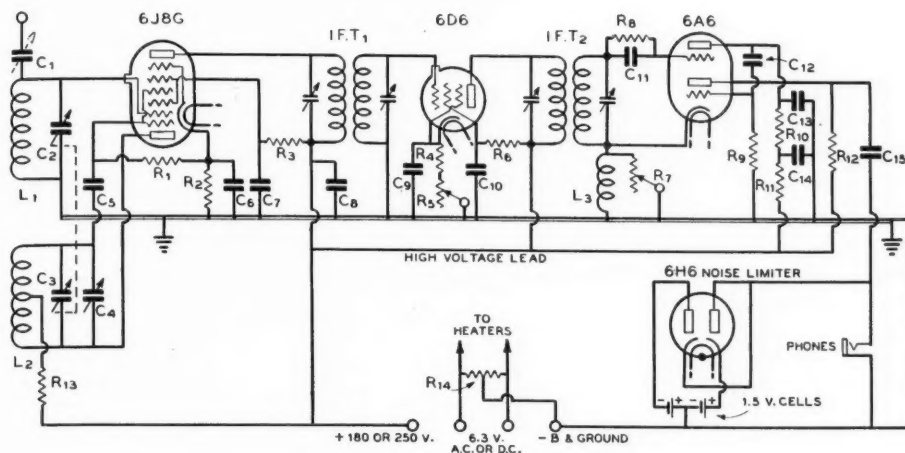 6J8G
6D6
6A6
I.F.T1
I.F.T2
C1
C2
L1
C3
C4
L2
R13
C5
R1
R2
C6
C7
R3
C8
C9
R4
R5
C10
R6
R8
C11
L3
R7
R9
C12
C13
R10
C14
R11
R12
C15
HIGH VOLTAGE LEAD
6H6 NOISE LIMITER
TO
HEATERS
R14
PHONES
- + - +
1.5 V. CELLS
+ 180 OR 250 V.
6.3 V.
A.C. OR D.C.
- B & GROUND